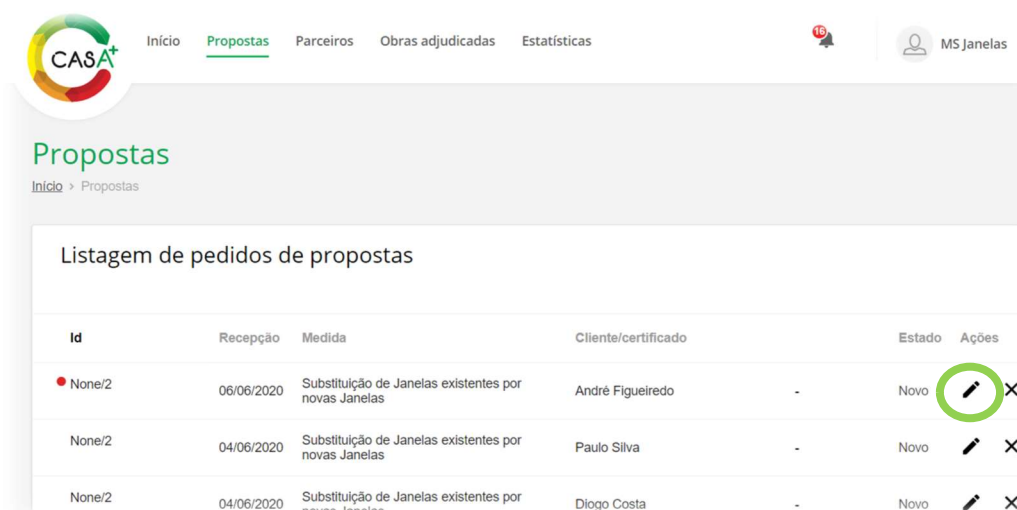 CASA+
Início Propostas Parceiros Obras adjudicadas Estatísticas 16 MS Janelas
Propostas
Início > Propostas
Listagem de pedidos de propostas
Id Recepção Medida Cliente/certificado Estado Ações
None/2 06/06/2020 Substituição de Janelas existentes por André Figueiredo - Novo
novas Janelas
None/2 04/06/2020 Substituição de Janelas existentes por Paulo Silva - Novo
novas Janelas
None/2 04/06/2020 Substituição de Janelas existentes por Diogo Costa - Novo
novas Janelas